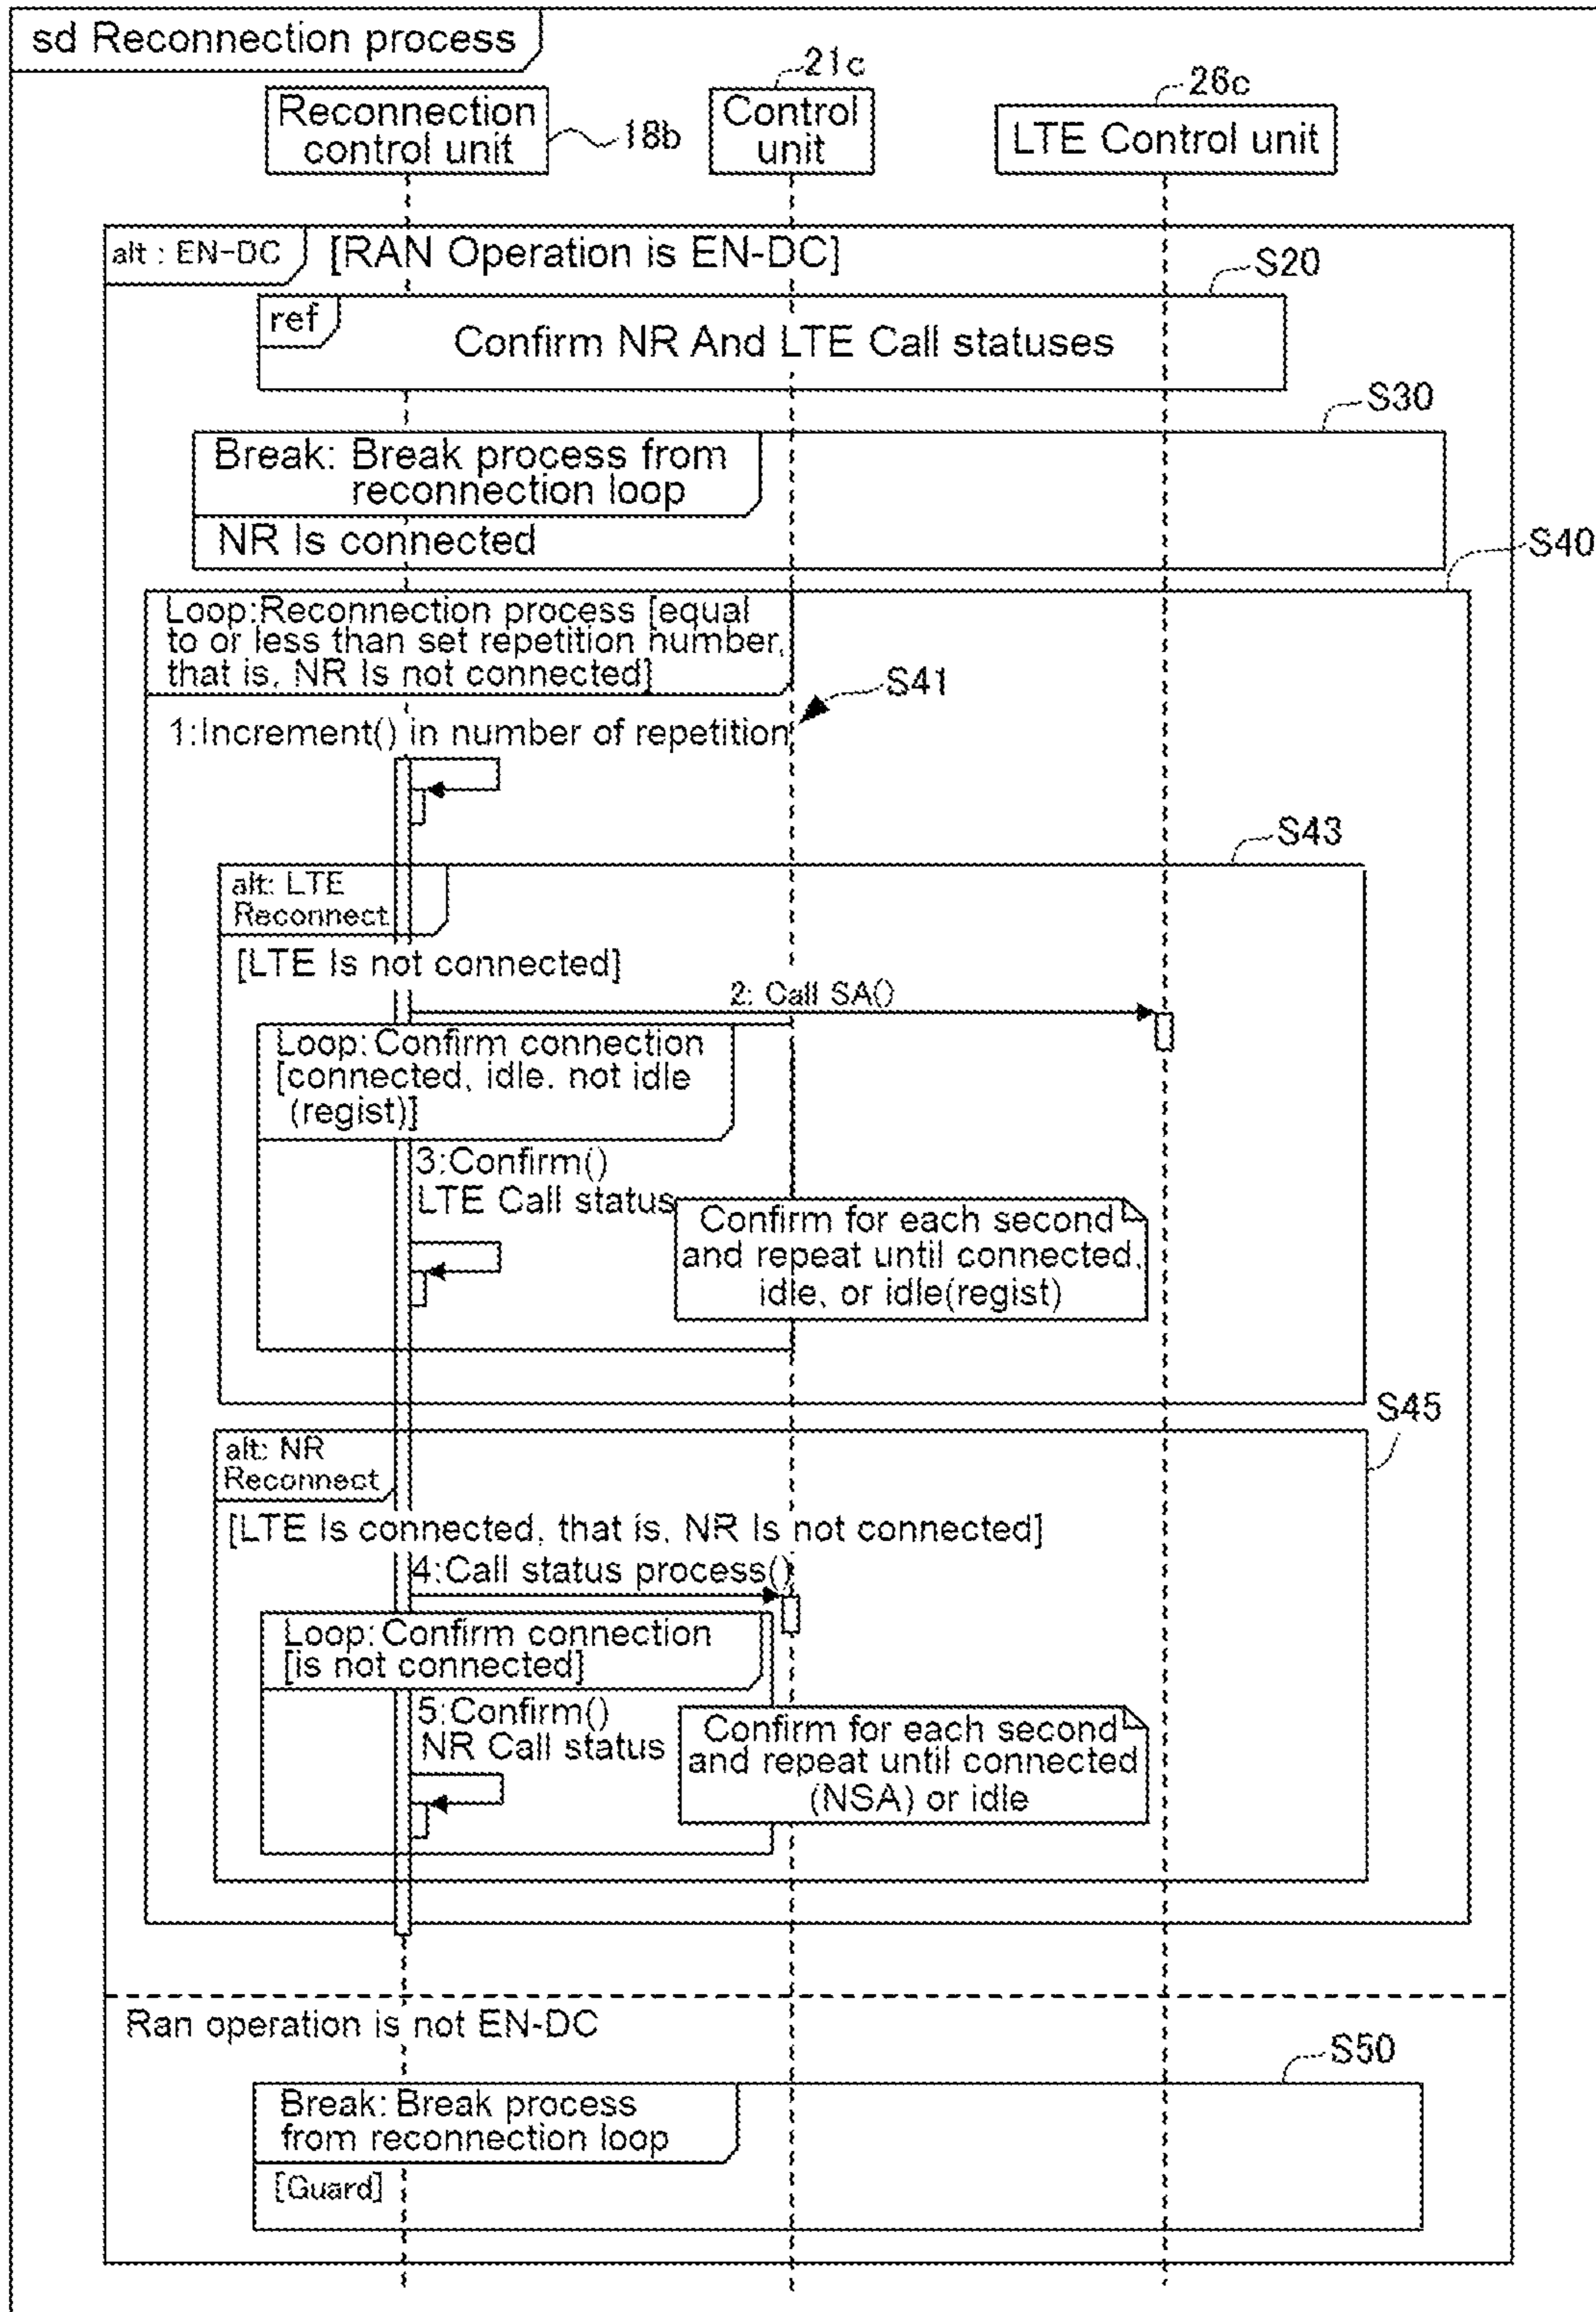 sd Reconnection process
21c
26c
Reconnection
control unit
18b
Control
unit
LTE Control unit
alt : EN-DC
[RAN Operation is EN-DC]
S20
ref
Confirm NR And LTE Call statuses
S30
Break: Break process from
reconnection loop
NR Is connected
S40
Loop:Reconnection process [equal
to or less than set repetition number,
that is, NR Is not connected]
S41
1:Increment() in number of repetition
S43
alt: LTE
Reconnect
[LTE Is not connected]
2: Call SA()
Loop: Confirm connection
[connected, idle. not idle
(regist)]
3:Confirm()
LTE Call status
Confirm for each second
and repeat until connected,
idle, or idle(regist)
S45
alt: NR
Reconnect
[LTE Is connected, that is, NR Is not connected]
4:Call status process()
Loop: Confirm connection
[is not connected]
5:Confirm()
NR Call status
Confirm for each second
and repeat until connected
(NSA) or idle
Ran operation is not EN-DC
S50
Break: Break process
from reconnection loop
[Guard]